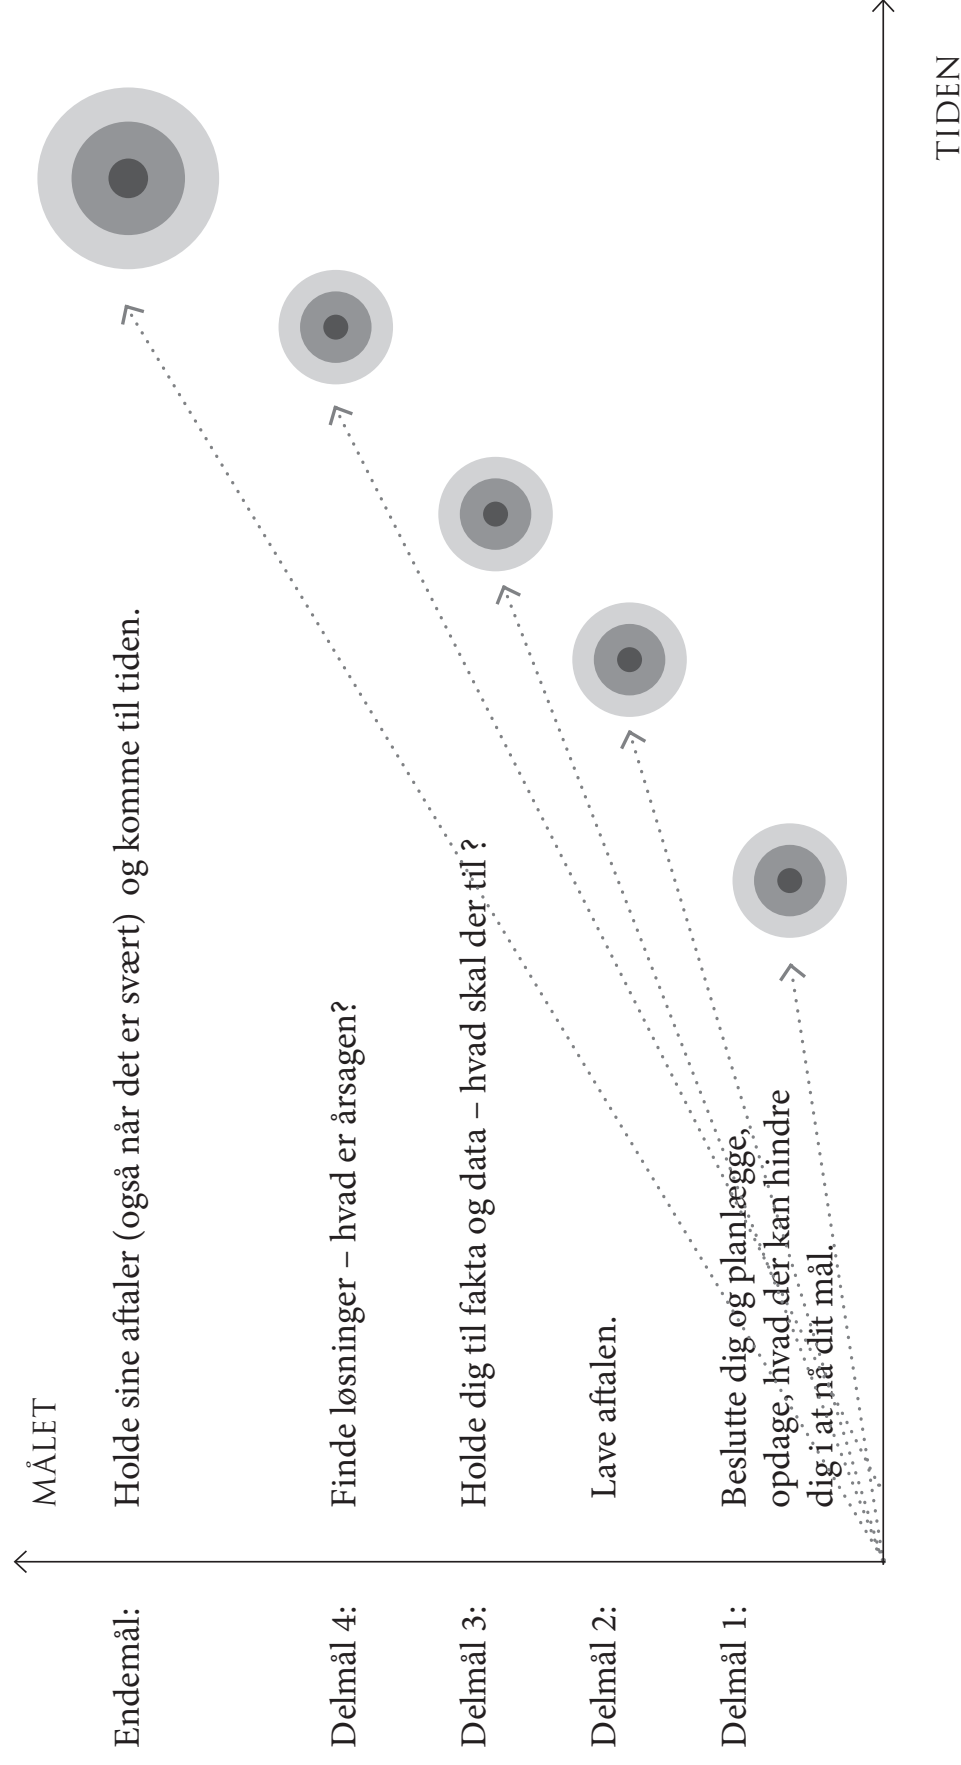 MÅLET
Endemål: Holde sine aftaler (også når det er svært) og komme til tiden.
Delmål 4: Finde løsninger – hvad er årsagen?
Delmål 3: Holde dig til fakta og data – hvad skal der til ?
Delmål 2: Lave aftalen.
Delmål 1: Beslutte dig og planlægge,
opdage, hvad der kan hindre
dig i at nå dit mål.
TIDEN